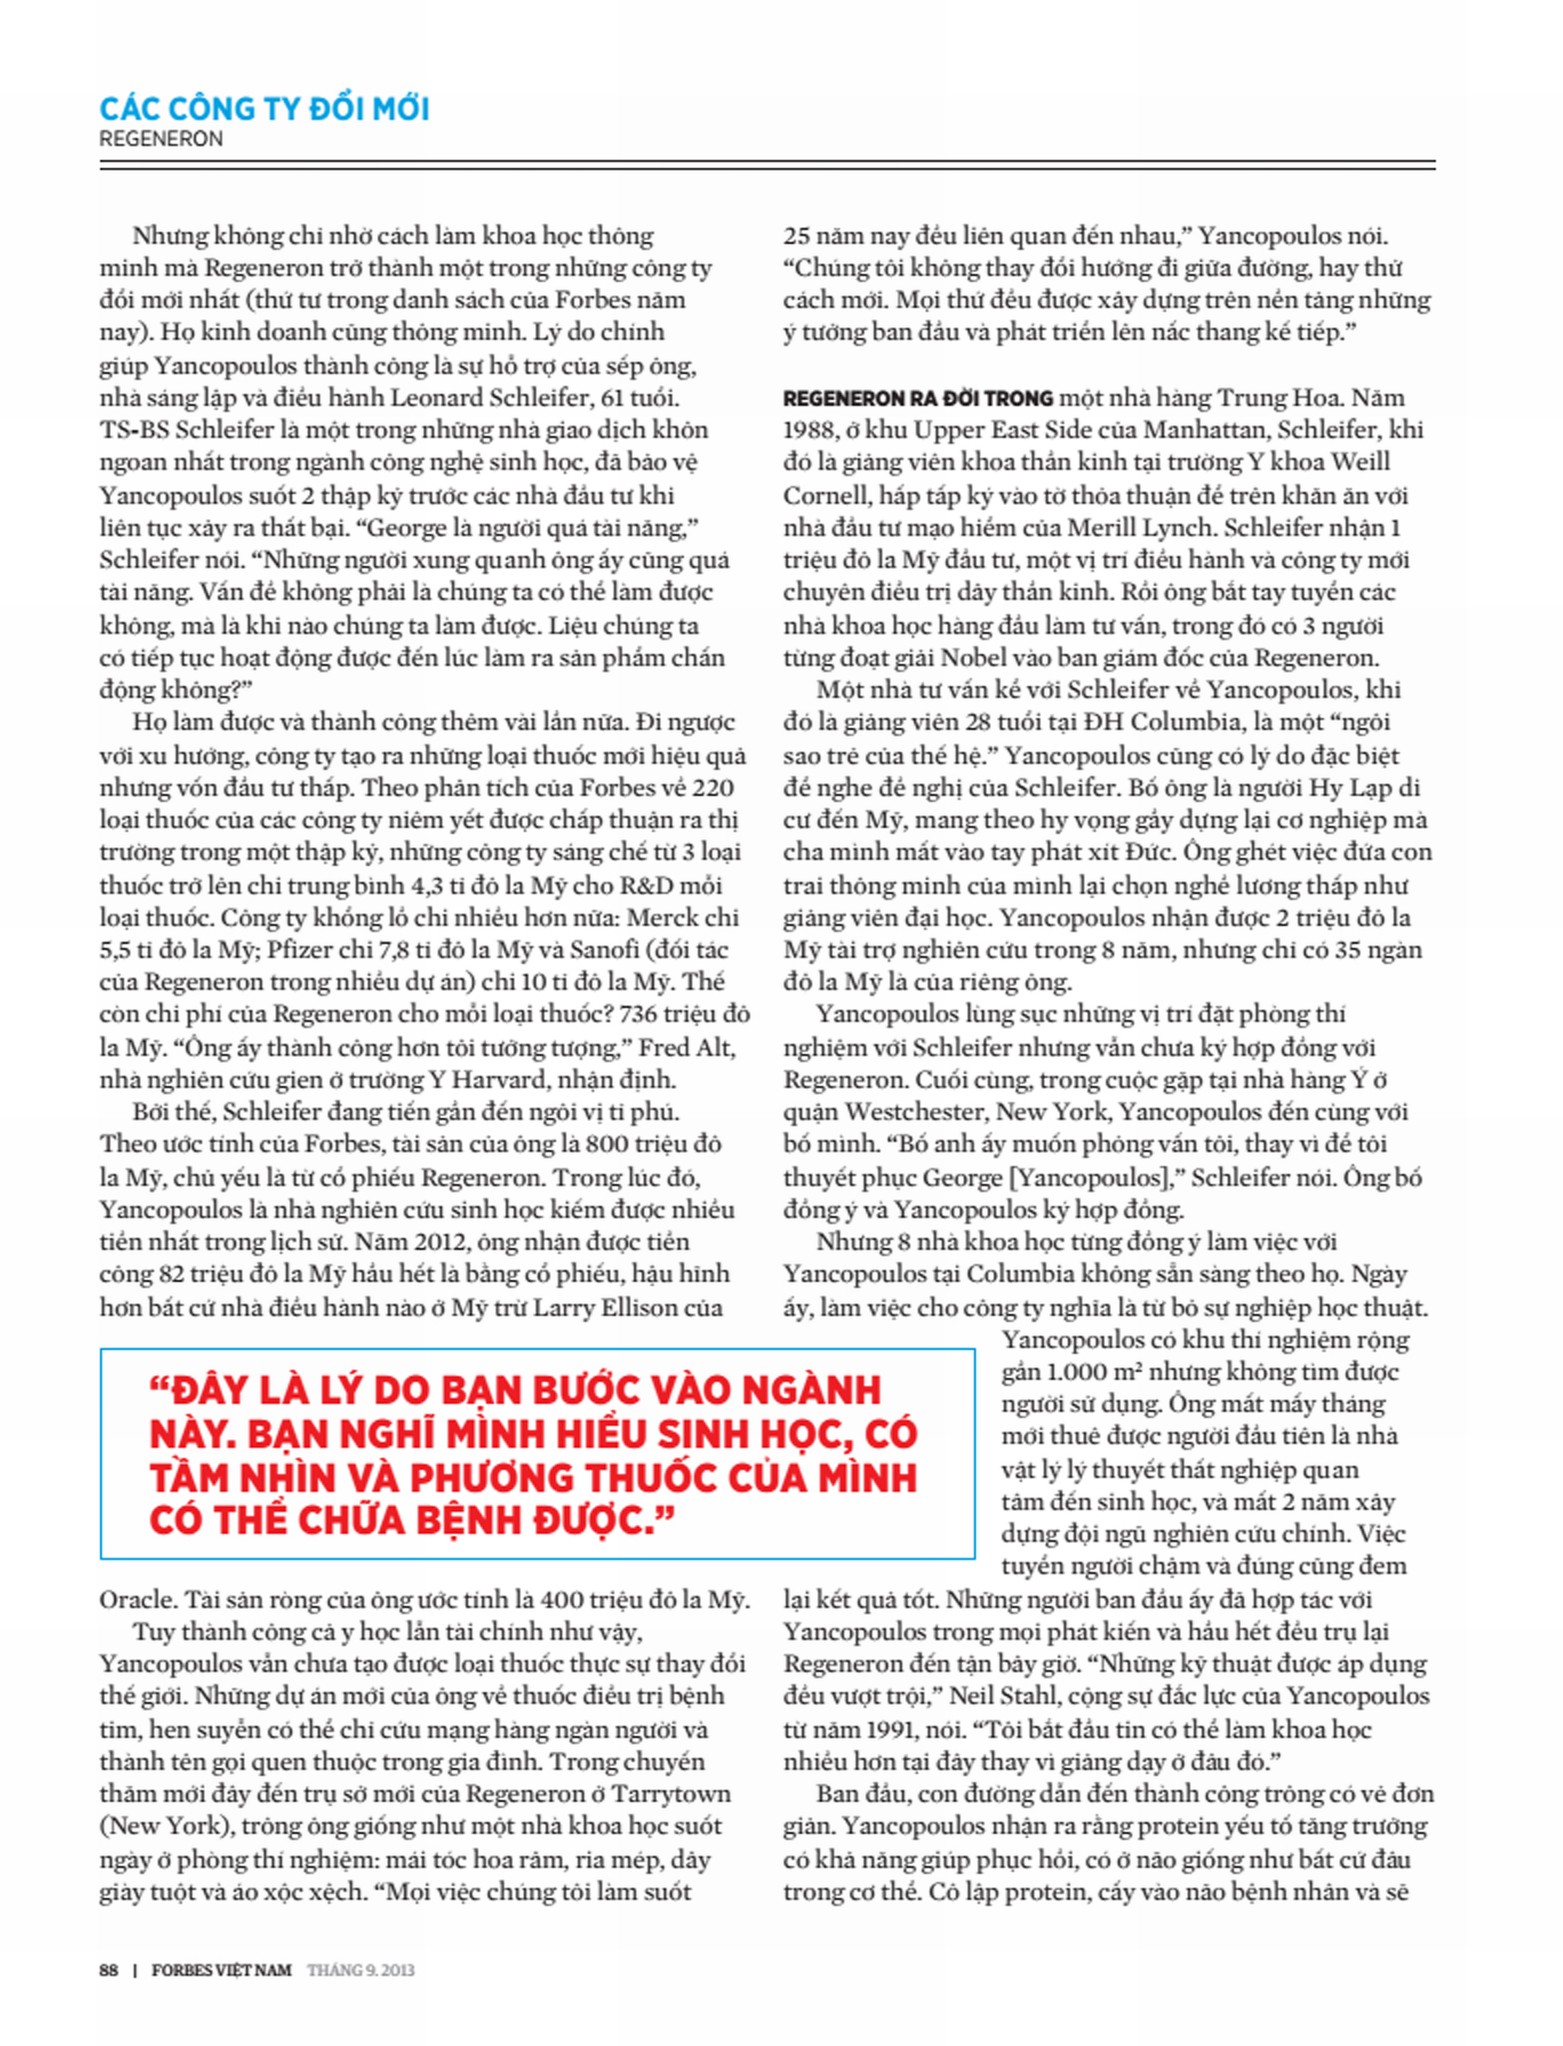 CÁC CÔNG TY ĐỔI MỚI
REGENERON
Nhưng không chỉ nhờ cách làm khoa học thông
minh mà Regeneron trở thành một trong những công ty
đổi mới nhất (thứ tư trong danh sách của Forbes năm
nay). Họ kinh doanh cũng thông minh. Lý do chính
giúp Yancopoulos thành công là sự hỗ trợ của sếp ông,
nhà sáng lập và điều hành Leonard Schleifer, 61 tuổi.
TS-BS Schleifer là một trong những nhà giao dịch khôn
ngoan nhất trong ngành công nghệ sinh học, đã bảo vệ
Yancopoulos suốt 2 thập kỷ trước các nhà đầu tư khi
liên tục xảy ra thất bại. “George là người quá tài năng,”
Schleifer nói. “Những người xung quanh ông ấy cũng quá
tài năng. Vấn đề không phải là chúng ta có thể làm được
không, mà là khi nào chúng ta làm được. Liệu chúng ta
có tiếp tục hoạt động được đến lúc làm ra sản phẩm chấn
động không?”
Họ làm được và thành công thêm vài lần nữa. Đi ngược
với xu hướng, công ty tạo ra những loại thuốc mới hiệu quả
nhưng vốn đầu tư thấp. Theo phân tích của Forbes về 220
loại thuốc của các công ty niêm yết được chấp thuận ra thị
trường trong một thập kỷ, những công ty sáng chế từ 3 loại
thuốc trở lên chi trung bình 4,3 tỉ đô la Mỹ cho R&D mỗi
loại thuốc. Công ty khổng lồ chi nhiều hơn nữa: Merck chi
5,5 tỉ đô la Mỹ; Pfizer chi 7,8 tỉ đô la Mỹ và Sanofi (đối tác
của Regeneron trong nhiều dự án) chi 10 tỉ đô la Mỹ. Thế
còn chi phí của Regeneron cho mỗi loại thuốc? 736 triệu đô
la Mỹ. “Ông ấy thành công hơn tôi tưởng tượng,” Fred Alt,
nhà nghiên cứu gien ở trường Y Harvard, nhận định.
Bởi thế, Schleifer đang tiến gần đến ngôi vị tỉ phú.
Theo ước tính của Forbes, tài sản của ông là 800 triệu đô
la Mỹ, chủ yếu là từ cổ phiếu Regeneron. Trong lúc đó,
Yancopoulos là nhà nghiên cứu sinh học kiếm được nhiều
tiền nhất trong lịch sử. Năm 2012, ông nhận được tiền
công 82 triệu đô la Mỹ hầu hết là bằng cổ phiếu, hậu hĩnh
hơn bất cứ nhà điều hành nào ở Mỹ trừ Larry Ellison của
“ĐÂY LÀ LÝ DO BẠN BƯỚC VÀO NGÀNH
NÀY. BẠN NGHĨ MÌNH HIỂU SINH HỌC, CÓ
TẦM NHÌN VÀ PHƯƠNG THUỐC CỦA MÌNH
CÓ THỂ CHỮA BỆNH ĐƯỢC.”
Oracle. Tài sản ròng của ông ước tính là 400 triệu đô la Mỹ.
Tuy thành công cả y học lẫn tài chính như vậy,
Yancopoulos vẫn chưa tạo được loại thuốc thực sự thay đổi
thế giới. Những dự án mới của ông về thuốc điều trị bệnh
tim, hen suyễn có thể chỉ cứu mạng hàng ngàn người và
thành tên gọi quen thuộc trong gia đình. Trong chuyến
thăm mới đây đến trụ sở mới của Regeneron ở Tarrytown
(New York), trông ông giống như một nhà khoa học suốt
ngày ở phòng thí nghiệm: mái tóc hoa râm, ria mép, dây
giày tuột và áo xộc xệch. “Mọi việc chúng tôi làm suốt
25 năm nay đều liên quan đến nhau,” Yancopoulos nói.
“Chúng tôi không thay đổi hướng đi giữa đường, hay thử
cách mới. Mọi thứ đều được xây dựng trên nền tảng những
ý tưởng ban đầu và phát triển lên nấc thang kế tiếp.”
REGENERON RA ĐỜI TRONG một nhà hàng Trung Hoa. Năm
1988, ở khu Upper East Side của Manhattan, Schleifer, khi
đó là giảng viên khoa thần kinh tại trường Y khoa Weill
Cornell, hấp tấp ký vào tờ thỏa thuận để trên khăn ăn với
nhà đầu tư mạo hiểm của Merill Lynch. Schleifer nhận 1
triệu đô la Mỹ đầu tư, một vị trí điều hành và công ty mới
chuyên điều trị dây thần kinh. Rồi ông bắt tay tuyển các
nhà khoa học hàng đầu làm tư vấn, trong đó có 3 người
từng đoạt giải Nobel vào ban giám đốc của Regeneron.
Một nhà tư vấn kể với Schleifer về Yancopoulos, khi
đó là giảng viên 28 tuổi tại ĐH Columbia, là một “ngôi
sao trẻ của thế hệ.” Yancopoulos cũng có lý do đặc biệt
để nghe đề nghị của Schleifer. Bố ông là người Hy Lạp di
cư đến Mỹ, mang theo hy vọng gầy dựng lại cơ nghiệp mà
cha mình mất vào tay phát xít Đức. Ông ghét việc đứa con
trai thông minh của mình lại chọn nghề lương thấp như
giảng viên đại học. Yancopoulos nhận được 2 triệu đô la
Mỹ tài trợ nghiên cứu trong 8 năm, nhưng chỉ có 35 ngàn
đô la Mỹ là của riêng ông.
Yancopoulos lùng sục những vị trí đặt phòng thí
nghiệm với Schleifer nhưng vẫn chưa ký hợp đồng với
Regeneron. Cuối cùng, trong cuộc gặp tại nhà hàng Ý ở
quận Westchester, New York, Yancopoulos đến cùng với
bố mình. “Bố anh ấy muốn phỏng vấn tôi, thay vì để tôi
thuyết phục George [Yancopoulos],” Schleifer nói. Ông bố
đồng ý và Yancopoulos ký hợp đồng.
Nhưng 8 nhà khoa học từng đồng ý làm việc với
Yancopoulos tại Columbia không sẵn sàng theo họ. Ngày
ấy, làm việc cho công ty nghĩa là từ bỏ sự nghiệp học thuật.
Yancopoulos có khu thí nghiệm rộng
gần 1.000 m² nhưng không tìm được
người sử dụng. Ông mất mấy tháng
mới thuê được người đầu tiên là nhà
vật lý lý thuyết thất nghiệp quan
tâm đến sinh học, và mất 2 năm xây
dựng đội ngũ nghiên cứu chính. Việc
tuyển người chậm và đúng cũng đem
lại kết quả tốt. Những người ban đầu ấy đã hợp tác với
Yancopoulos trong mọi phát kiến và hầu hết đều trụ lại
Regeneron đến tận bây giờ. “Những kỹ thuật được áp dụng
đều vượt trội,” Neil Stahl, cộng sự đắc lực của Yancopoulos
từ năm 1991, nói. “Tôi bắt đầu tin có thể làm khoa học
nhiều hơn tại đây thay vì giảng dạy ở đâu đó.”
Ban đầu, con đường dẫn đến thành công trông có vẻ đơn
giản. Yancopoulos nhận ra rằng protein yếu tố tăng trưởng
có khả năng giúp phục hồi, có ở não giống như bất cứ đâu
trong cơ thể. Cô lập protein, cấy vào não bệnh nhân và sẽ
88 | FORBES VIỆT NAM THÁNG 9. 2013